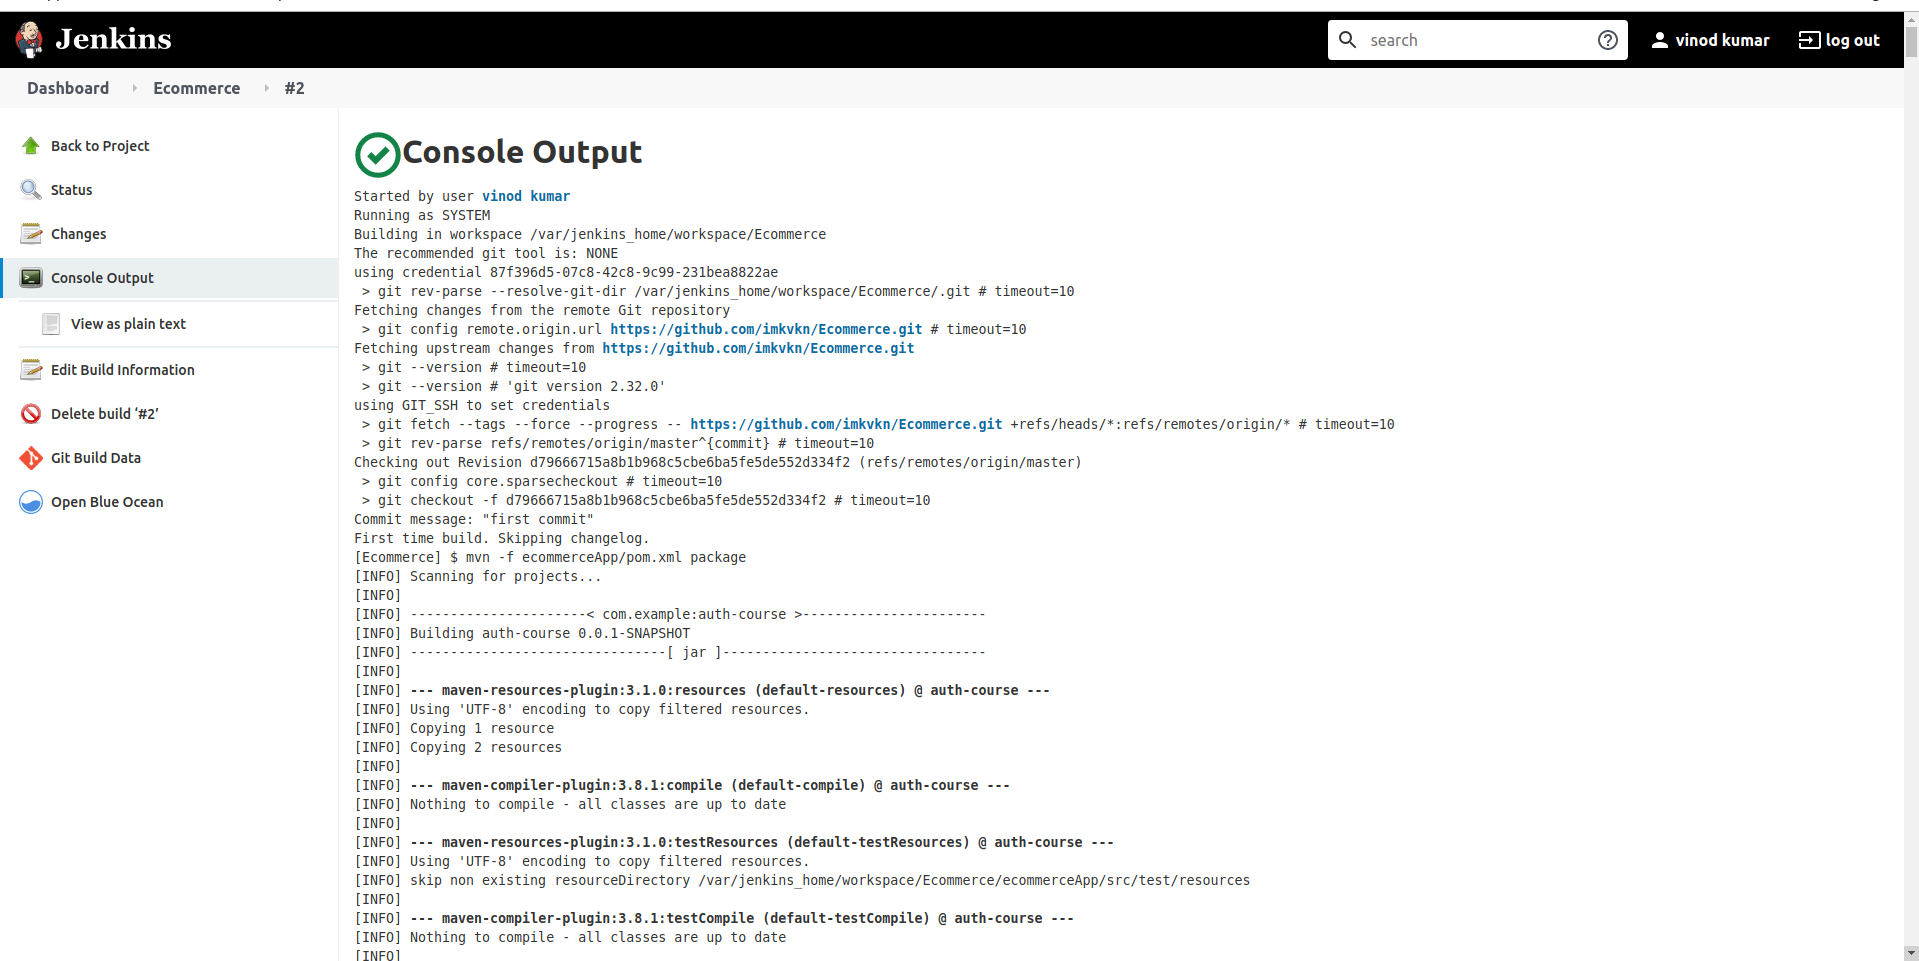 Jenkins
search
vinod kumar
log out
Dashboard
Ecommerce
#2
Back to Project
Status
Changes
Console Output
View as plain text
Edit Build Information
Delete build ‘#2’
Git Build Data
Open Blue Ocean
Console Output
Started by user vinod kumar
Running as SYSTEM
Building in workspace /var/jenkins_home/workspace/Ecommerce
The recommended git tool is: NONE
using credential 87f396d5-07c8-42c8-9c99-231bea8822ae
 > git rev-parse --resolve-git-dir /var/jenkins_home/workspace/Ecommerce/.git # timeout=10
Fetching changes from the remote Git repository
 > git config remote.origin.url https://github.com/imkvkn/Ecommerce.git # timeout=10
Fetching upstream changes from https://github.com/imkvkn/Ecommerce.git
 > git --version # timeout=10
 > git --version # 'git version 2.32.0'
using GIT_SSH to set credentials
 > git fetch --tags --force --progress -- https://github.com/imkvkn/Ecommerce.git +refs/heads/*:refs/remotes/origin/* # timeout=10
 > git rev-parse refs/remotes/origin/master^{commit} # timeout=10
Checking out Revision d79666715a8b1b968c5cbe6ba5fe5de552d334f2 (refs/remotes/origin/master)
 > git config core.sparsecheckout # timeout=10
 > git checkout -f d79666715a8b1b968c5cbe6ba5fe5de552d334f2 # timeout=10
Commit message: "first commit"
First time build. Skipping changelog.
[Ecommerce] $ mvn -f ecommerceApp/pom.xml package
[INFO] Scanning for projects...
[INFO]
[INFO] ----------------------< com.example:auth-course >-----------------------
[INFO] Building auth-course 0.0.1-SNAPSHOT
[INFO] --------------------------------[ jar ]---------------------------------
[INFO]
[INFO] --- maven-resources-plugin:3.1.0:resources (default-resources) @ auth-course ---
[INFO] Using 'UTF-8' encoding to copy filtered resources.
[INFO] Copying 1 resource
[INFO] Copying 2 resources
[INFO]
[INFO] --- maven-compiler-plugin:3.8.1:compile (default-compile) @ auth-course ---
[INFO] Nothing to compile - all classes are up to date
[INFO]
[INFO] --- maven-resources-plugin:3.1.0:testResources (default-testResources) @ auth-course ---
[INFO] Using 'UTF-8' encoding to copy filtered resources.
[INFO] skip non existing resourceDirectory /var/jenkins_home/workspace/Ecommerce/ecommerceApp/src/test/resources
[INFO]
[INFO] --- maven-compiler-plugin:3.8.1:testCompile (default-testCompile) @ auth-course ---
[INFO] Nothing to compile - all classes are up to date
[INFO]